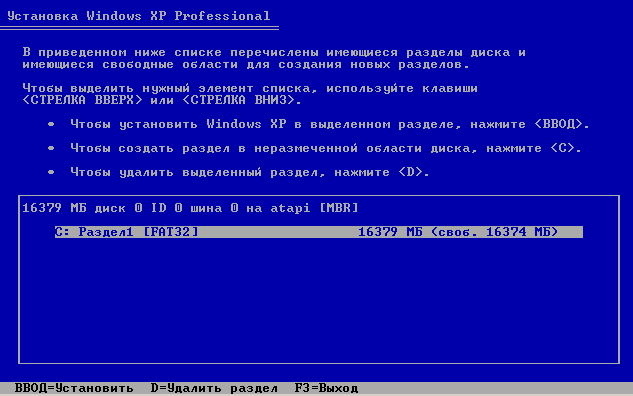 Установка Windows XP Professional
В приведенном ниже списке перечислены имеющиеся разделы диска и
имеющиеся свободные области для создания новых разделов.
Чтобы выделить нужный элемент списка, используйте клавиши
<СТРЕЛКА ВВЕРХ> или <СТРЕЛКА ВНИЗ>.
• Чтобы установить Windows XP в выделенном разделе, нажмите <ВВОД>.
• Чтобы создать раздел в неразмеченной области диска, нажмите <C>.
• Чтобы удалить выделенный раздел, нажмите <D>.
16379 МБ диск 0 ID 0 шина 0 на atapi [MBR]
C: Раздел1 [FAT32] 16379 МБ (своб. 16374 МБ)
ВВОД=Установить D=Удалить раздел F3=Выход